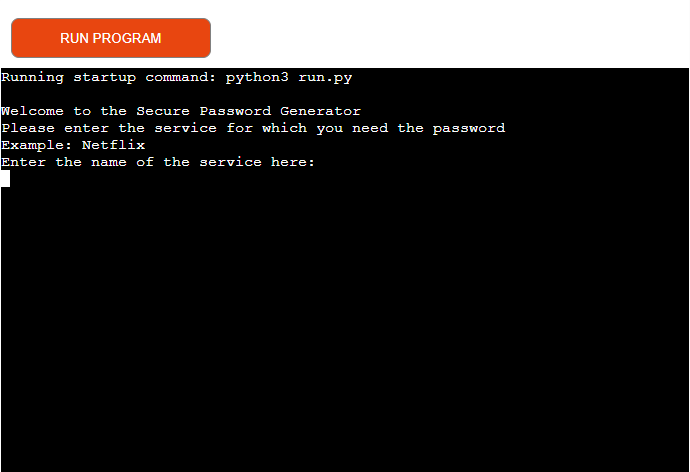 RUN PROGRAM
Running startup command: python3 run.py
Welcome to the Secure Password Generator
Please enter the service for which you need the password
Example: Netflix
Enter the name of the service here: